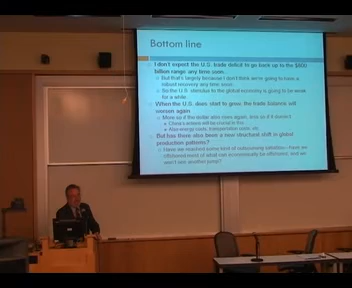 Bottom line
I don't expect the U.S. trade deficit to go back up to the $800
billion range any time soon.
But that's largely because I don't think we're going to have a
robust recovery any time soon.
So the U.S. stimulus to the global economy is going to be weak
for a while.
When the U.S. does start to grow, the trade balance will
worsen again
More so if the dollar also rises again, less so if it doesn't
China's actions will be crucial in this
Also energy costs, transportation costs, etc.
But has there also been a new structural shift in global
production patterns?
Have we reached some kind of outsourcing satiation - have we
offshored most of what can economically be offshored, and
we won't see another jump?